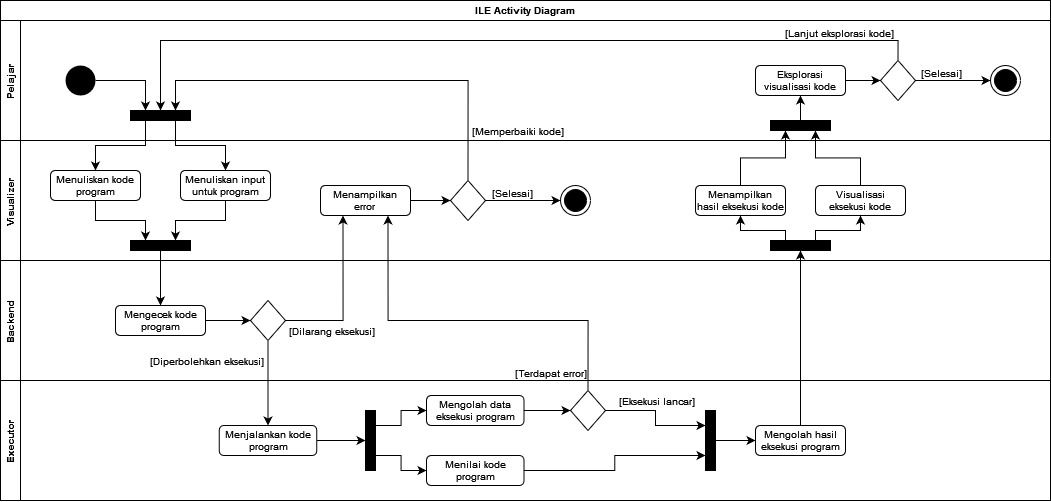 ILE Activity Diagram
Pelajar
[Lanjut eksplorasi kode]
Eksplorasi
visualisasi kode
[Selesai]
[Memperbaiki kode]
Visualizer
Menuliskan kode
program
Menuliskan input
untuk program
Menampilkan
error
[Selesai]
Menampilkan
hasil eksekusi kode
Visualisasi
eksekusi kode
Backend
Mengecek kode
program
[Dilarang eksekusi]
[Diperbolehkan eksekusi]
[Terdapat error]
Executor
Menjalankan kode
program
Mengolah data
eksekusi program
[Eksekusi lancar]
Menilai kode
program
Mengolah hasil
eksekusi program